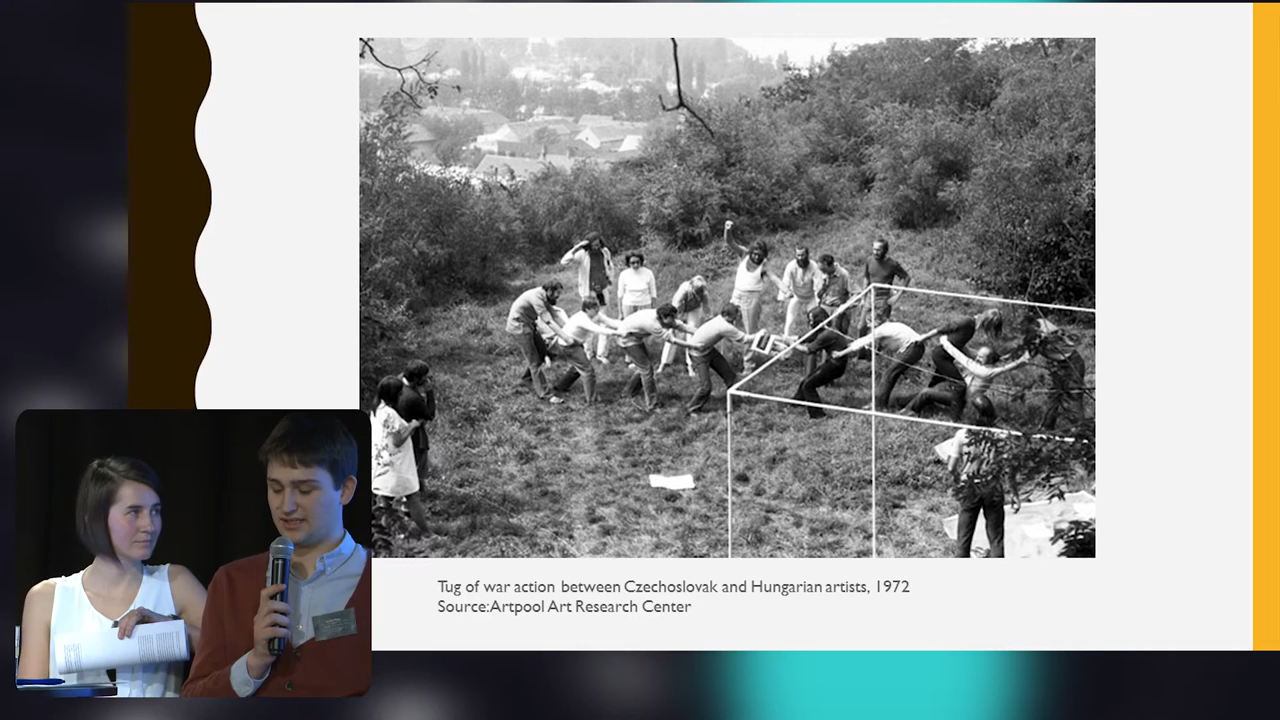 Tug of war action between Czechoslovak and Hungarian artists, 1972
Source:Artpool Art Research Center